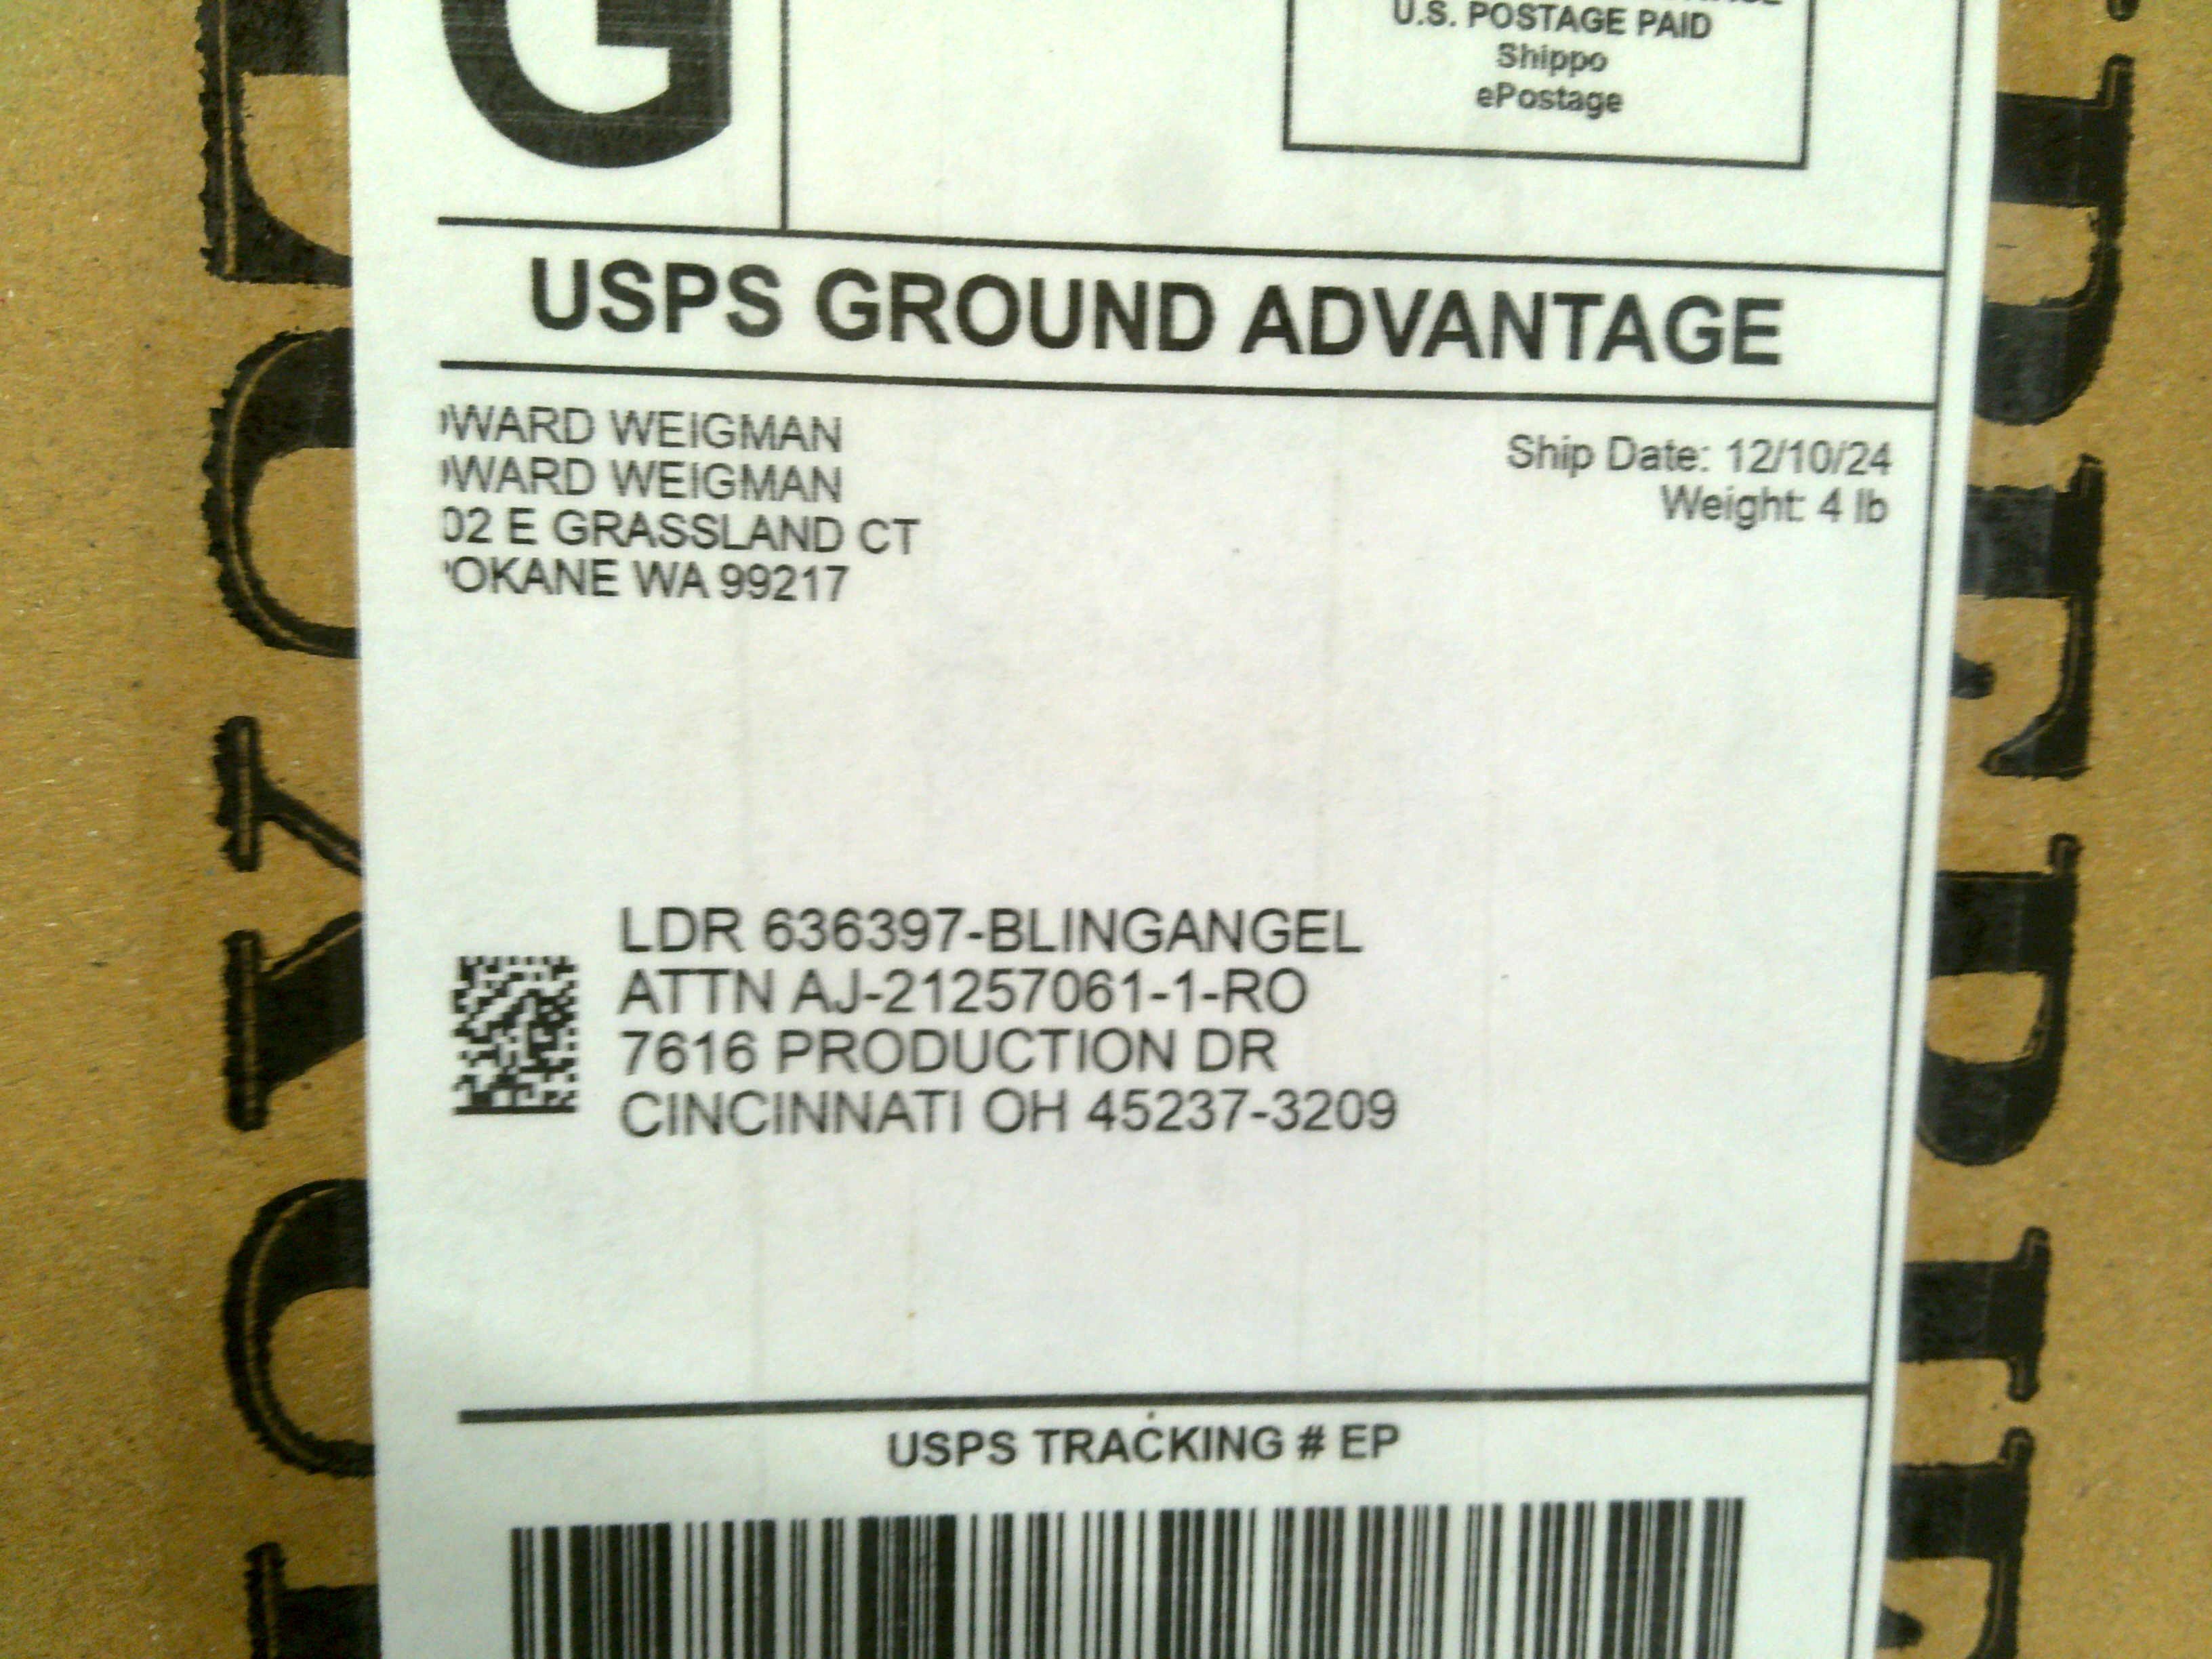 G
U.S. POSTAGE PAID
Shippo
ePostage
USPS GROUND ADVANTAGE
WARD WEIGMAN
WARD WEIGMAN
02 E GRASSLAND CT
OKANE WA 99217
Ship Date: 12/10/24
Weight: 4 lb
LDR 636397-BLINGANGEL
ATTN AJ-21257061-1-RO
7616 PRODUCTION DR
CINCINNATI OH 45237-3209
USPS TRACKING # EP